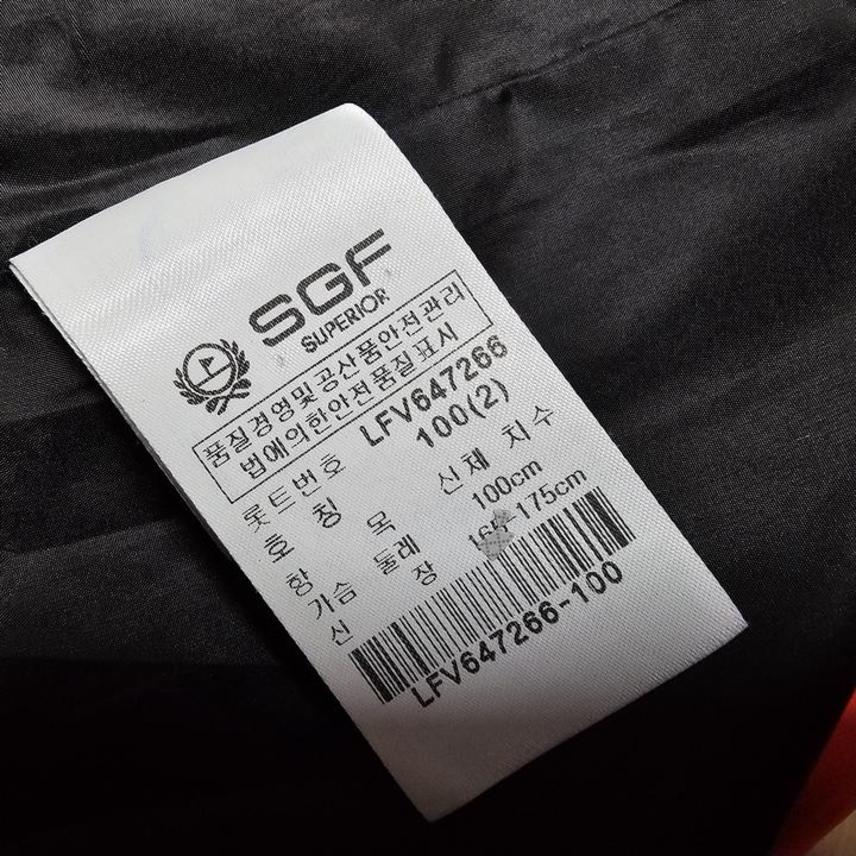 SGF
SUPERIOR
품질경영및공산품안전관리
법에의한안전품질표시
롯트번호 LFV647266
호 칭 100(2)
항 목 신체 치수
가슴 둘레 100cm
신 장 165-175cm
LFV647266-100